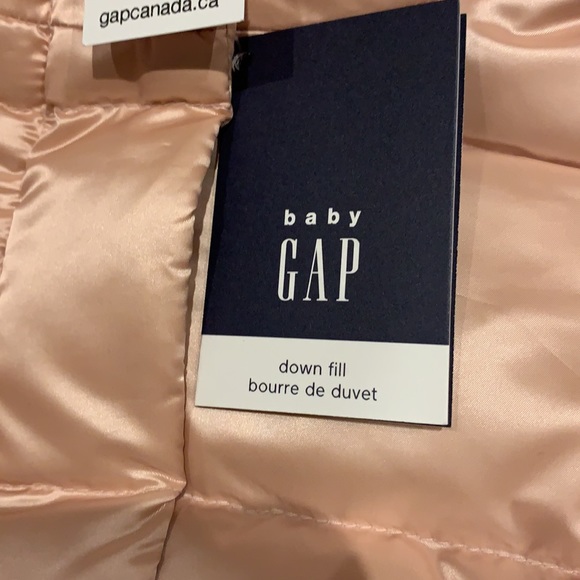 gapcanada.ca
baby
GAP
down fill
bourre de duvet